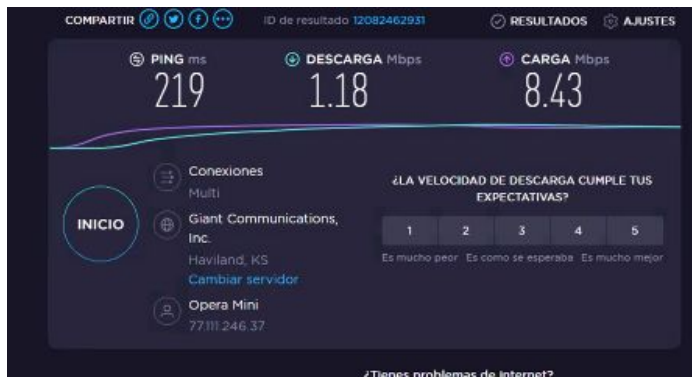 COMPARTIR
ID de resultado 12082462931
RESULTADOS
AJUSTES
PING ms
219
DESCARGA Mbps
1.18
CARGA Mbps
8.43
INICIO
Conexiones
Multi
Giant Communications,
Inc.
Haviland, KS
Cambiar servidor
Opera Mini
77.111.246.37
¿LA VELOCIDAD DE DESCARGA CUMPLE TUS
EXPECTATIVAS?
1 2 3 4 5
Es mucho peor Es como se esperaba Es mucho mejor
¿Tienes problemas de Internet?